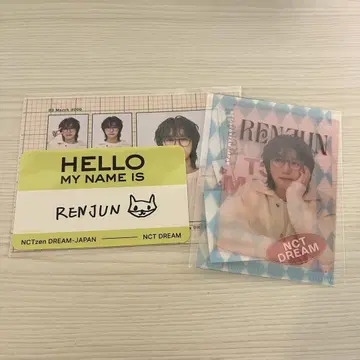 HELLO
MY NAME IS
RENJUN
NCTzen DREAM-JAPAN NCT DREAM
RENJUN
NCT
DREAM